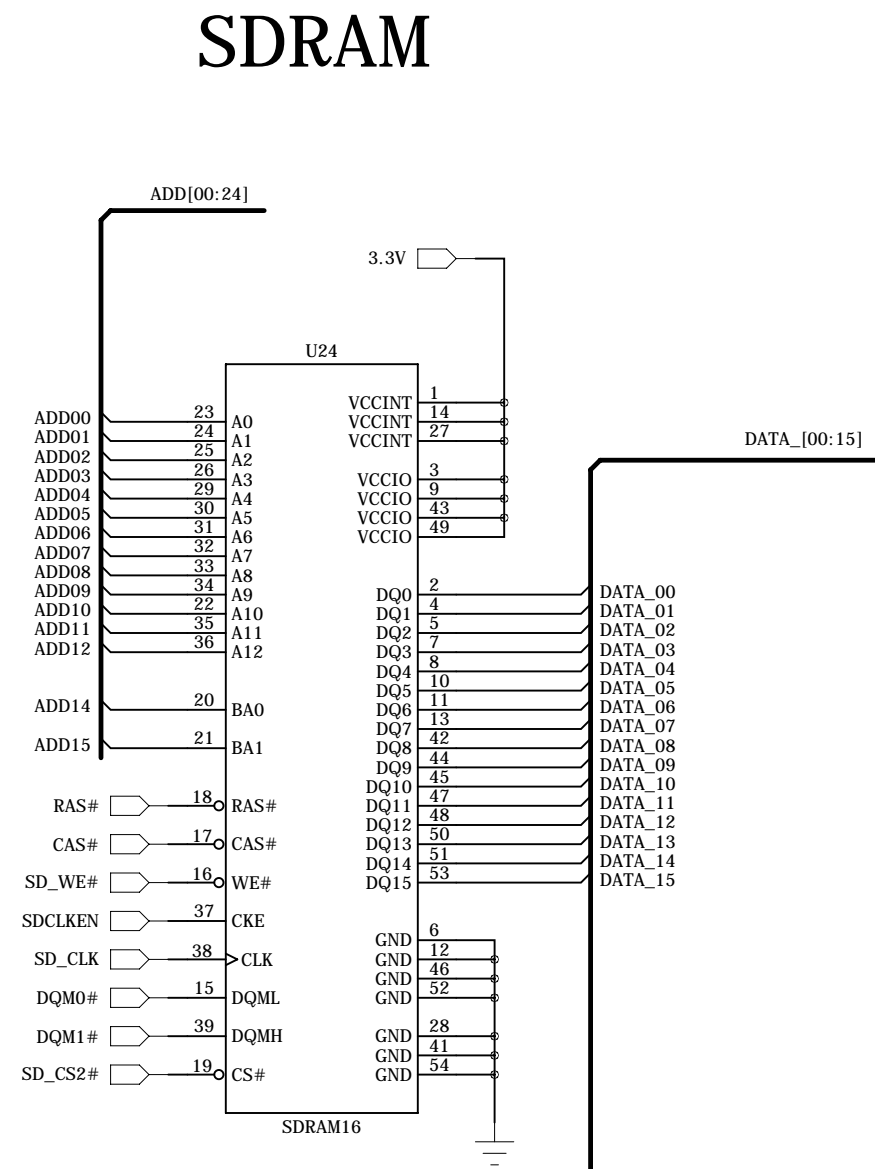 SDRAM
ADD[00:24]
3.3V
U24
VCCINT 1
VCCINT 14
VCCINT 27
DATA_[00:15]
ADD00 23 A0
ADD01 24 A1
ADD02 25 A2
ADD03 26 A3
ADD04 29 A4
ADD05 30 A5
ADD06 31 A6
ADD07 32 A7
ADD08 33 A8
ADD09 34 A9
ADD10 22 A10
ADD11 35 A11
ADD12 36 A12
VCCIO 3
VCCIO 9
VCCIO 43
VCCIO 49
DQ0 2 DATA_00
DQ1 4 DATA_01
DQ2 5 DATA_02
DQ3 7 DATA_03
DQ4 8 DATA_04
DQ5 10 DATA_05
DQ6 11 DATA_06
DQ7 13 DATA_07
DQ8 42 DATA_08
DQ9 44 DATA_09
DQ10 45 DATA_10
DQ11 47 DATA_11
DQ12 48 DATA_12
DQ13 50 DATA_13
DQ14 51 DATA_14
DQ15 53 DATA_15
ADD14 20 BA0
ADD15 21 BA1
RAS# 18 RAS#
CAS# 17 CAS#
SD_WE# 16 WE#
SDCLKEN 37 CKE
SD_CLK 38 CLK
DQM0# 15 DQML
DQM1# 39 DQMH
SD_CS2# 19 CS#
GND 6
GND 12
GND 46
GND 52
GND 28
GND 41
GND 54
SDRAM16